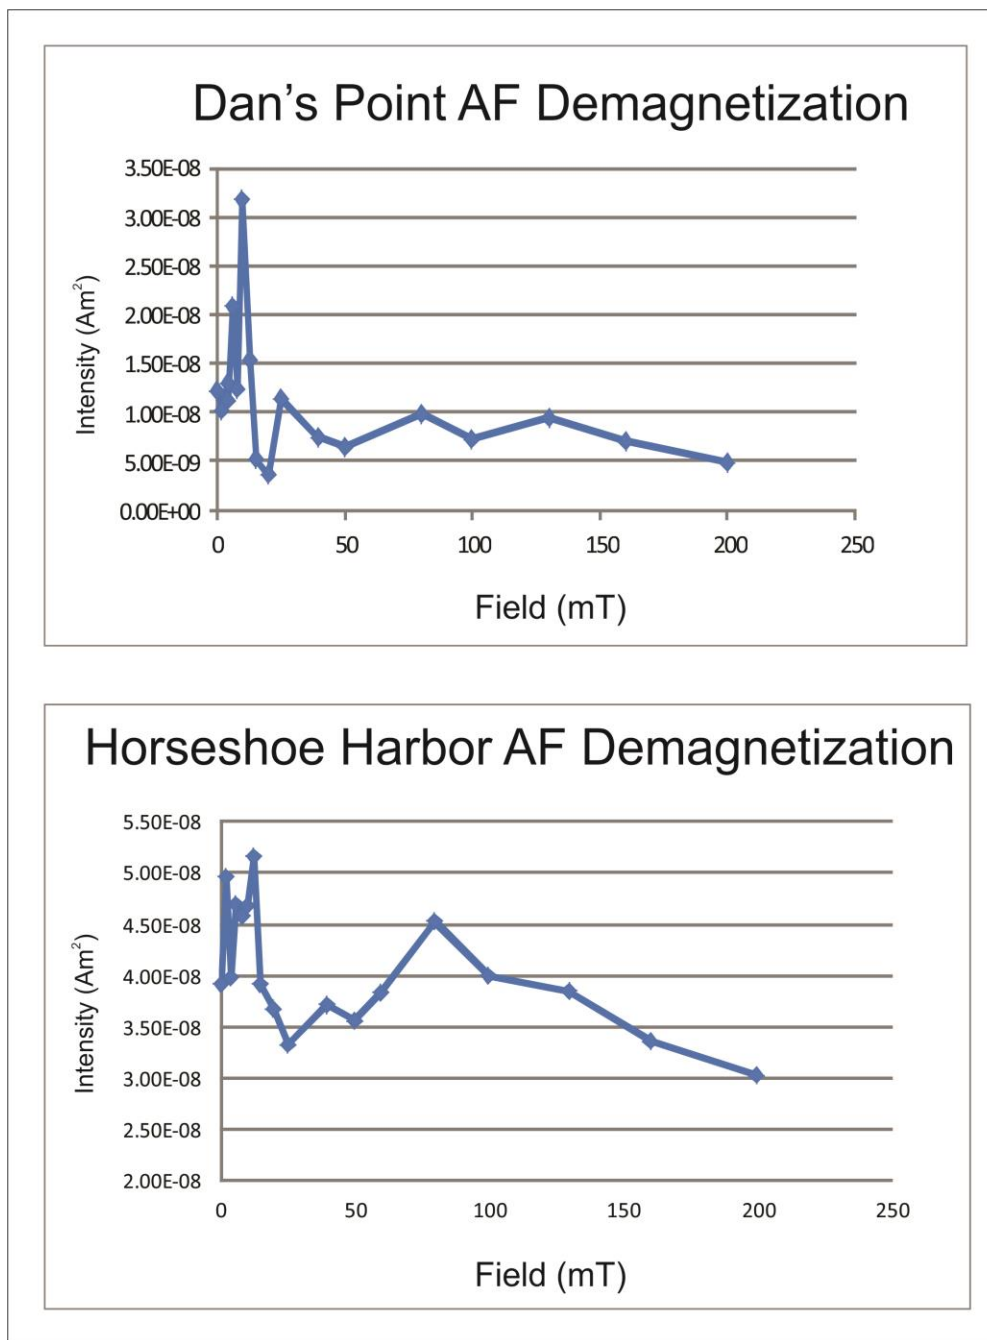 Dan’s Point AF Demagnetization
3.50E-08
3.00E-08
2.50E-08
2.00E-08
1.50E-08
1.00E-08
5.00E-09
0.00E+00
Intensity (Am²)
0 50 100 150 200 250
Field (mT)
Horseshoe Harbor AF Demagnetization
5.50E-08
5.00E-08
4.50E-08
4.00E-08
3.50E-08
3.00E-08
2.50E-08
2.00E-08
Intensity (Am²)
0 50 100 150 200 250
Field (mT)